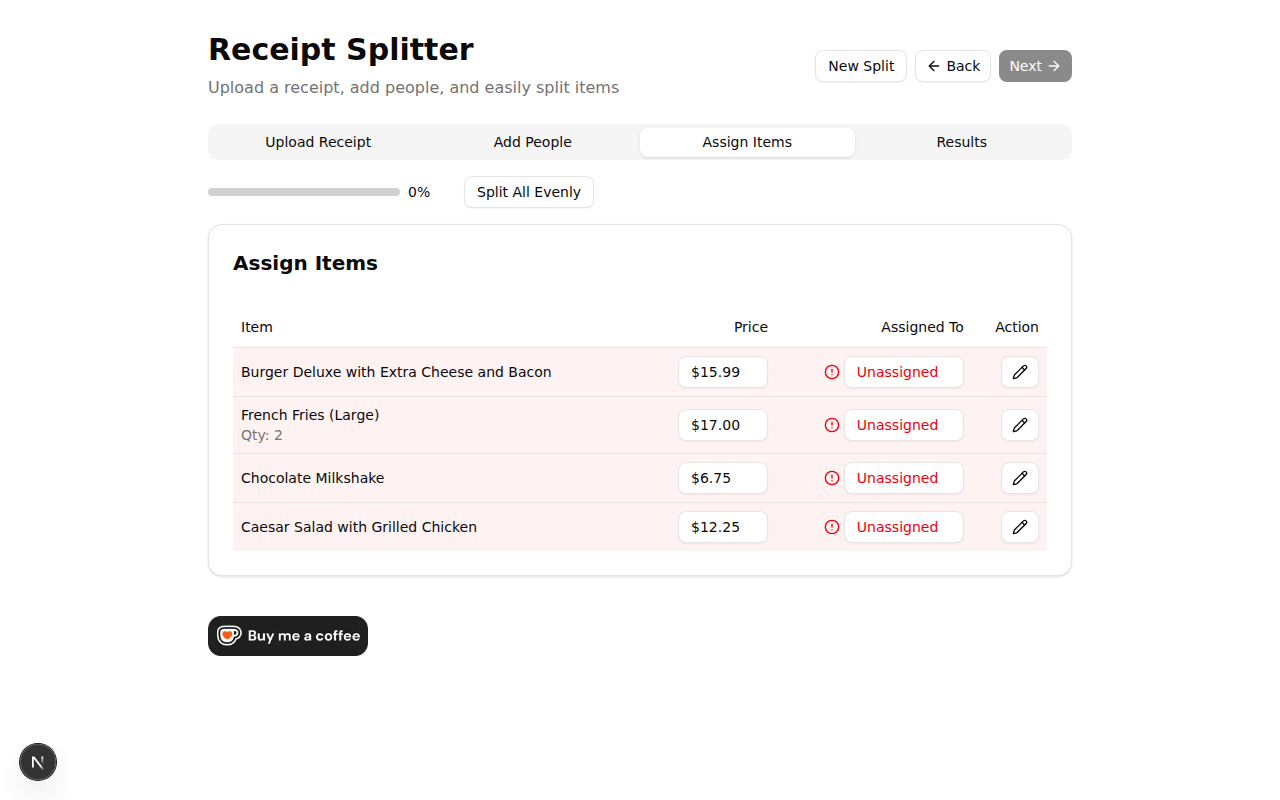 Receipt Splitter
Upload a receipt, add people, and easily split items
New Split
Back
Next
Upload Receipt
Add People
Assign Items
Results
0%
Split All Evenly
Assign Items
Item Price Assigned To Action
Burger Deluxe with Extra Cheese and Bacon $15.99 Unassigned
French Fries (Large) $17.00 Unassigned
Qty: 2
Chocolate Milkshake $6.75 Unassigned
Caesar Salad with Grilled Chicken $12.25 Unassigned
Buy me a coffee
N